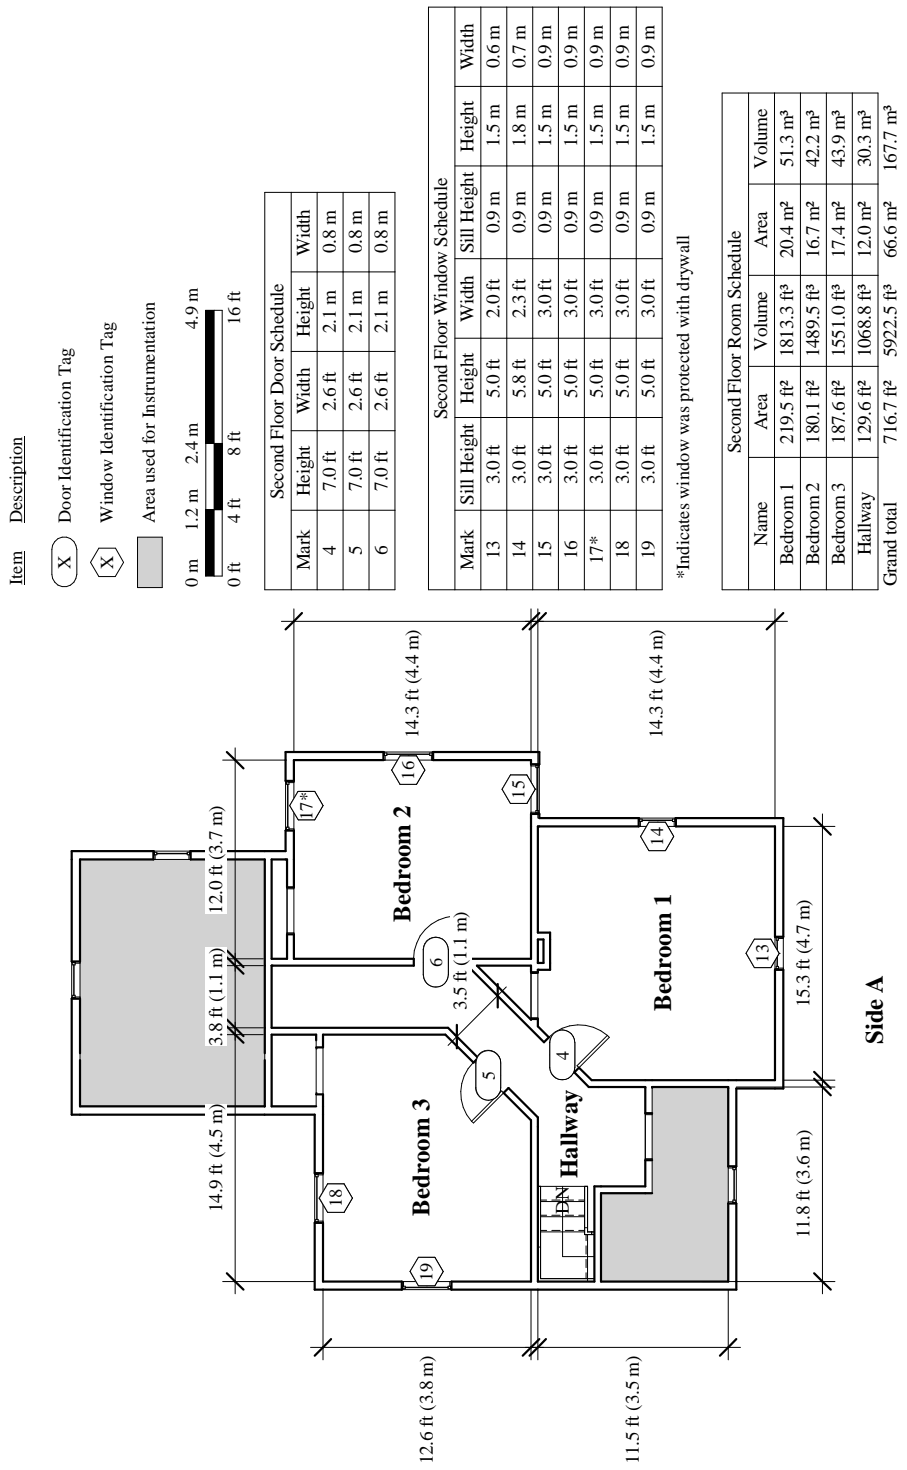 12.6 ft (3.8 m)
11.5 ft (3.5 m)
14.9 ft (4.5 m)
3.8 ft (1.1 m)
12.0 ft (3.7 m)
18
19
Bedroom 3
5
17*
16
15
Bedroom 2
6
3.5 ft (1.1 m)
4
Hallway
DN
Bedroom 1
14
13
14.3 ft (4.4 m)
14.3 ft (4.4 m)
11.8 ft (3.6 m)
15.3 ft (4.7 m)
Side A
Item Description
X Door Identification Tag
X Window Identification Tag
Area used for Instrumentation
0 m 1.2 m 2.4 m 4.9 m
0 ft 4 ft 8 ft 16 ft
Second Floor Door Schedule
Mark Height Width Height Width
4 7.0 ft 2.6 ft 2.1 m 0.8 m
5 7.0 ft 2.6 ft 2.1 m 0.8 m
6 7.0 ft 2.6 ft 2.1 m 0.8 m
Second Floor Window Schedule
Mark Sill Height Height Width Sill Height Height Width
13 3.0 ft 5.0 ft 2.0 ft 0.9 m 1.5 m 0.6 m
14 3.0 ft 5.8 ft 2.3 ft 0.9 m 1.8 m 0.7 m
15 3.0 ft 5.0 ft 3.0 ft 0.9 m 1.5 m 0.9 m
16 3.0 ft 5.0 ft 3.0 ft 0.9 m 1.5 m 0.9 m
17* 3.0 ft 5.0 ft 3.0 ft 0.9 m 1.5 m 0.9 m
18 3.0 ft 5.0 ft 3.0 ft 0.9 m 1.5 m 0.9 m
19 3.0 ft 5.0 ft 3.0 ft 0.9 m 1.5 m 0.9 m
*Indicates window was protected with drywall
Second Floor Room Schedule
Name Area Volume Area Volume
Bedroom 1 219.5 ft² 1813.3 ft³ 20.4 m² 51.3 m³
Bedroom 2 180.1 ft² 1489.5 ft³ 16.7 m² 42.2 m³
Bedroom 3 187.6 ft² 1551.0 ft³ 17.4 m² 43.9 m³
Hallway 129.6 ft² 1068.8 ft³ 12.0 m² 30.3 m³
Grand total 716.7 ft² 5922.5 ft³ 66.6 m² 167.7 m³